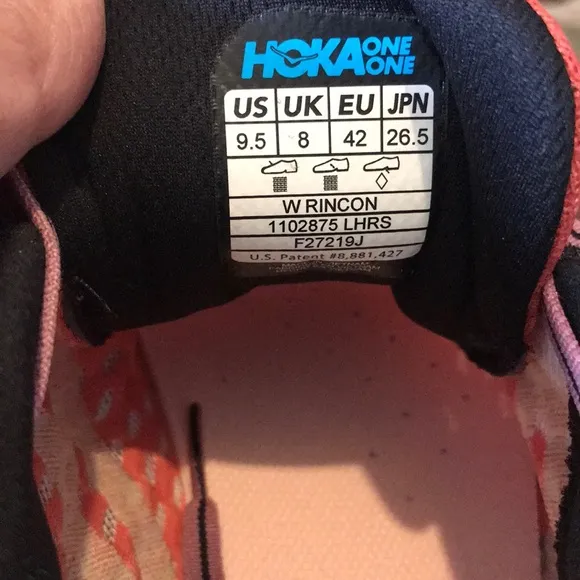 HOKA ONE ONE
US UK EU JPN
9.5 8 42 26.5
W RINCON
1102875 LHRS
F27219J
U.S. Patent #8,881,427